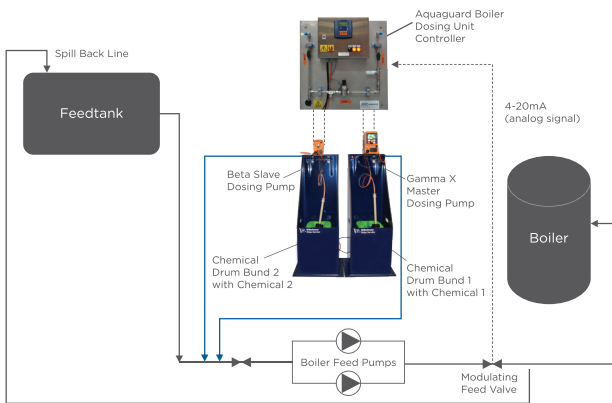 Aquaguard Boiler
Dosing Unit
Controller
Spill Back Line
Feedtank
4-20mA
(analog signal)
Beta Slave
Dosing Pump
Gamma X
Master
Dosing Pump
Boiler
Chemical
Drum Bund 2
with Chemical 2
Chemical
Drum Bund 1
with Chemical 1
Boiler Feed Pumps
Modulating
Feed Valve